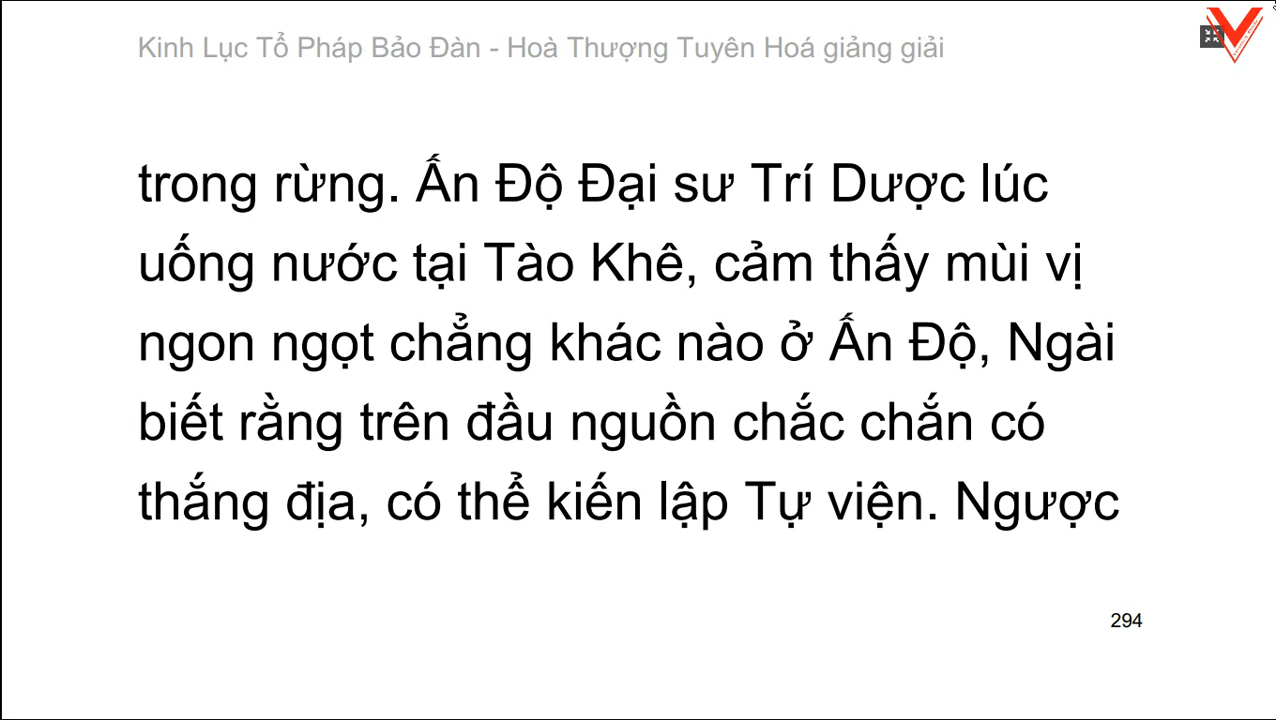 Kinh Lục Tổ Pháp Bảo Đàn - Hoà Thượng Tuyên Hoá giảng giải
trong rừng. Ấn Độ Đại sư Trí Dược lúc
uống nước tại Tào Khê, cảm thấy mùi vị
ngon ngọt chẳng khác nào ở Ấn Độ, Ngài
biết rằng trên đầu nguồn chắc chắn có
thắng địa, có thể kiến lập Tự viện. Ngược
294